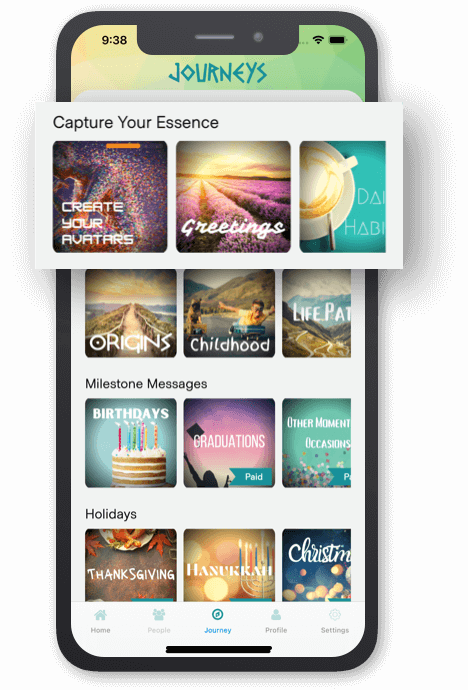 9:38
JOURNEYS
Capture Your Essence
CREATE
YOUR
AVATARS
Greetings
DAI
HABI
ORIGINS
Childhood
LIFE PAT
Milestone Messages
BIRTHDAYS
GRADUATIONS
Paid
OTHER MOMENT
OCCASIONS
Pa
Holidays
THANKSGIVING
HANUKKAH
Christm
Home
People
Journey
Profile
Settings